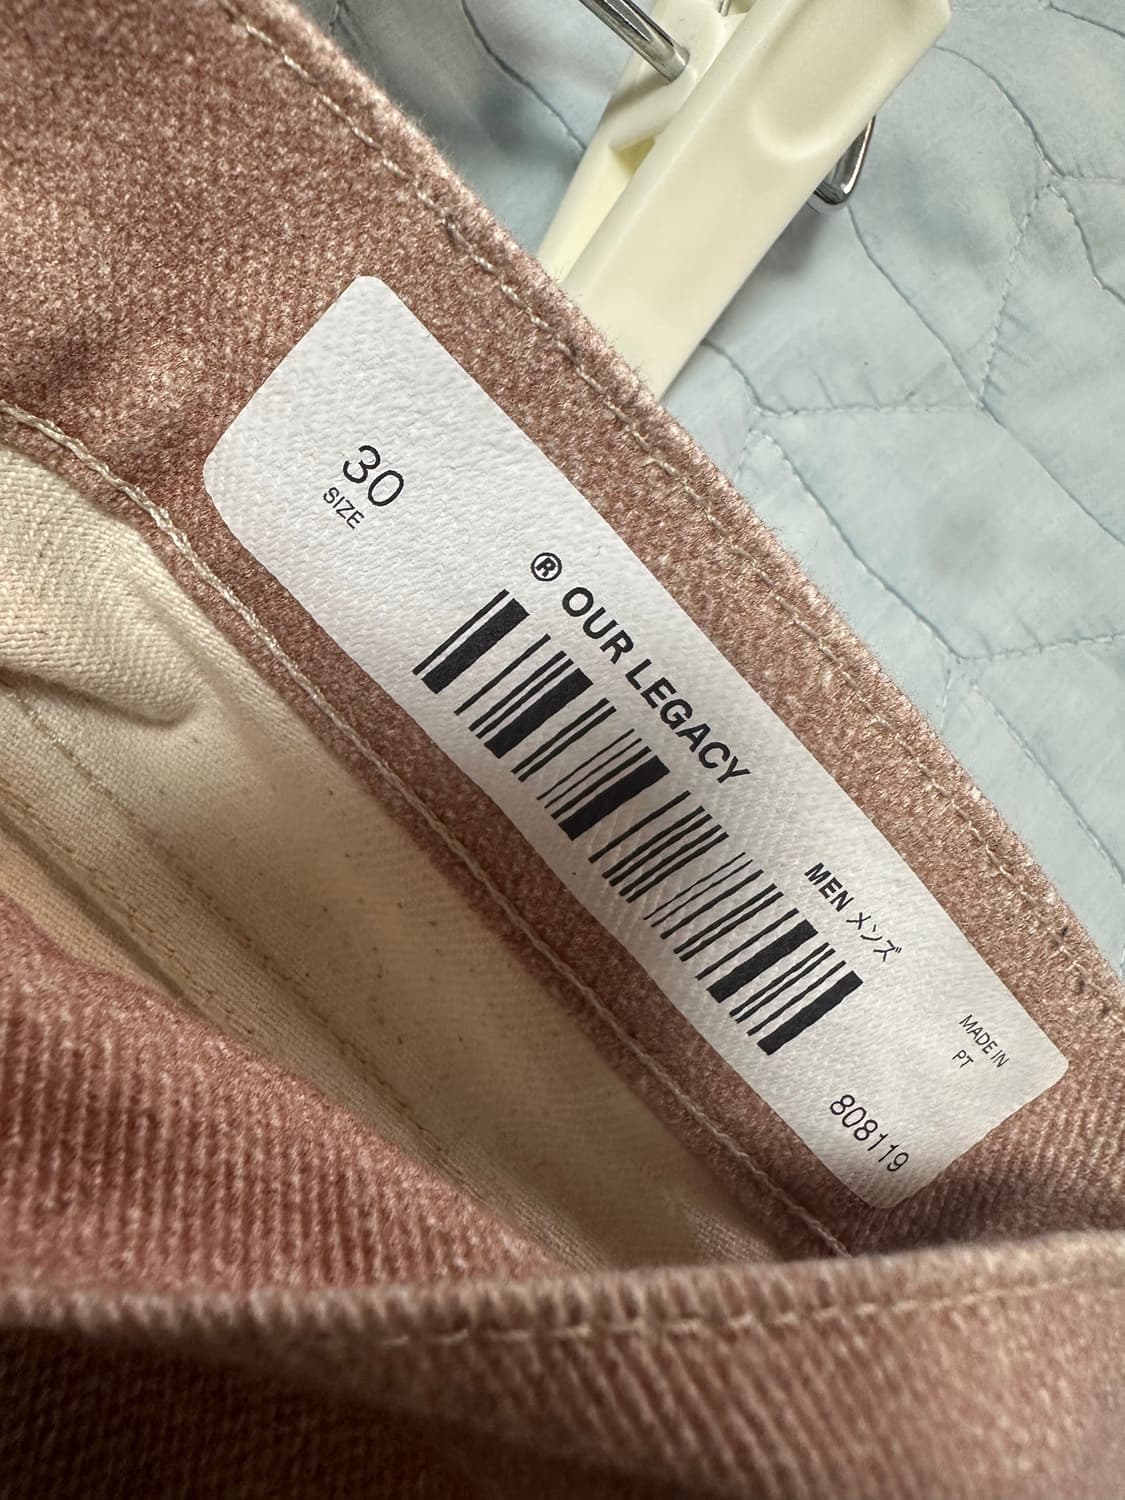 30
SIZE
® OUR LEGACY
MEN メンズ
MADE IN
PT
808119